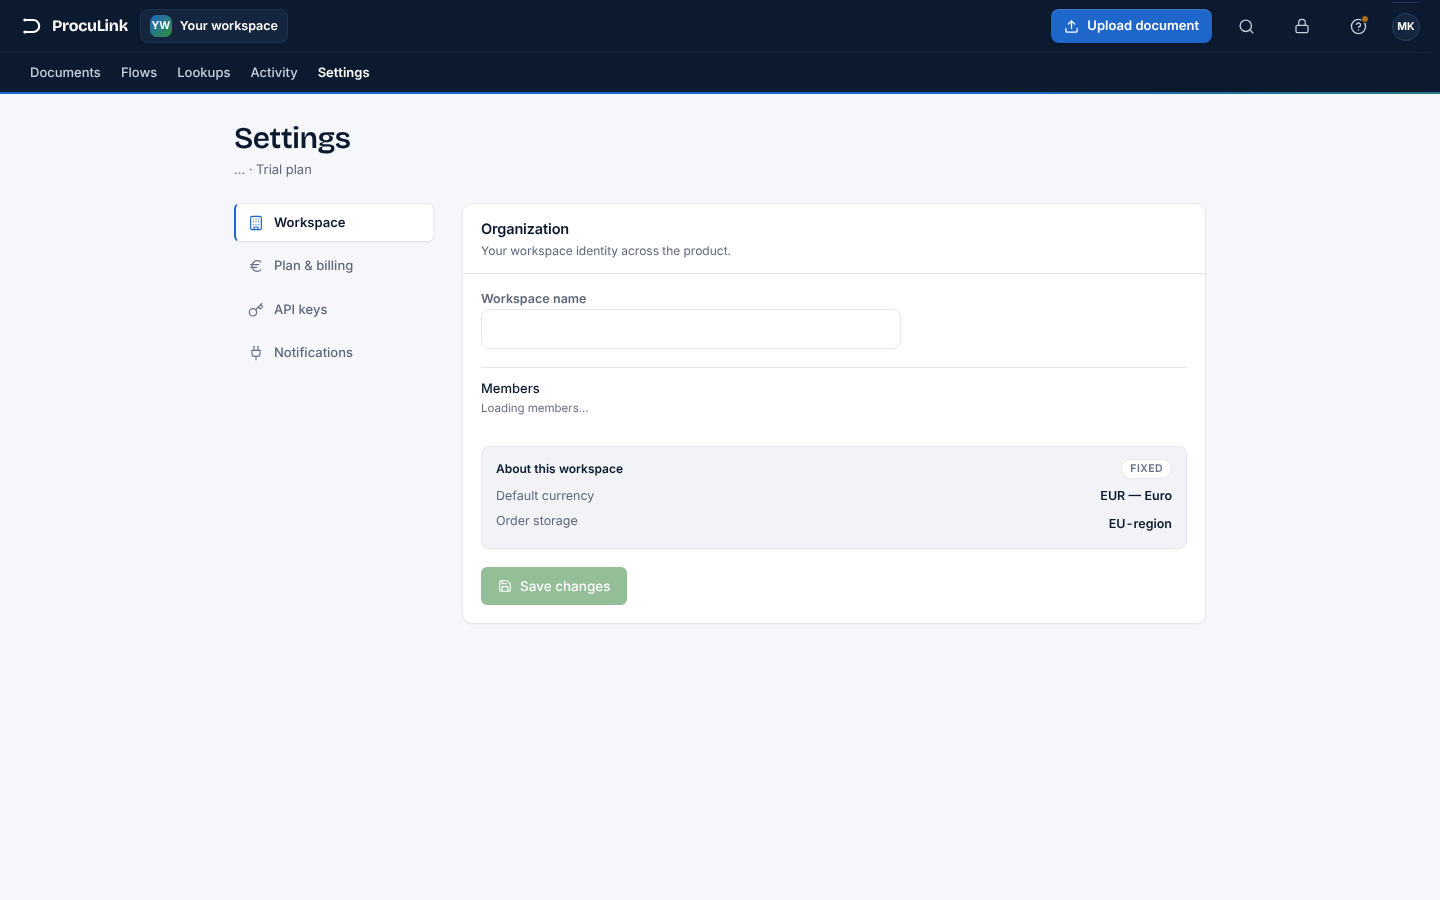 ProcuLink
YW Your workspace
Upload document
MK
Documents Flows Lookups Activity Settings
Settings
... · Trial plan
Workspace
Plan & billing
API keys
Notifications
Organization
Your workspace identity across the product.
Workspace name
Members
Loading members...
About this workspace FIXED
Default currency EUR — Euro
Order storage EU-region
Save changes